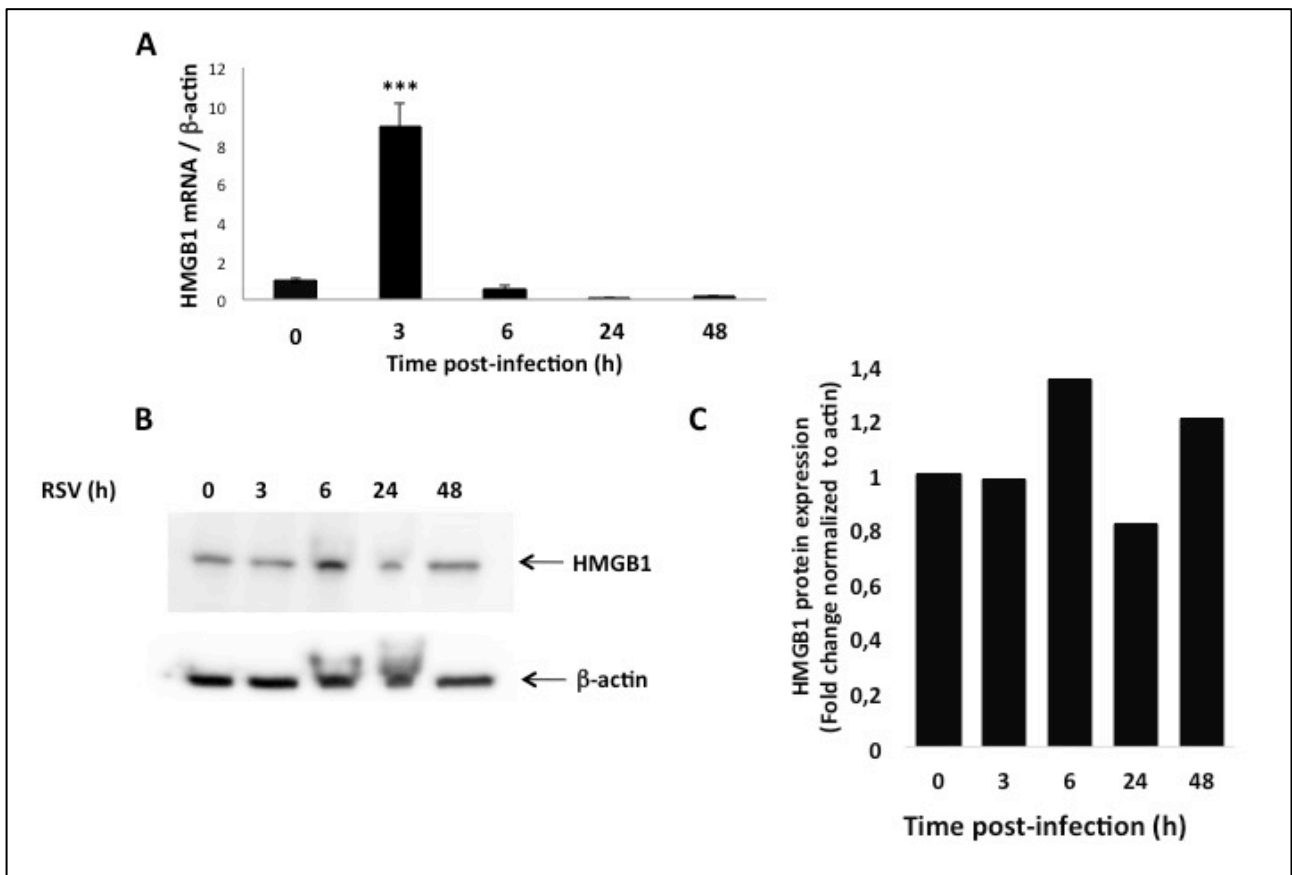 A
12
10
8
6
4
2
0
HMGB1 mRNA / β-actin
***
0 3 6 24 48
Time post-infection (h)
B
RSV (h) 0 3 6 24 48
HMGB1
β-actin
C
1,4
1,2
1
0,8
0,6
0,4
0,2
0
HMGB1 protein expression
(Fold change normalized to actin)
0 3 6 24 48
Time post-infection (h)